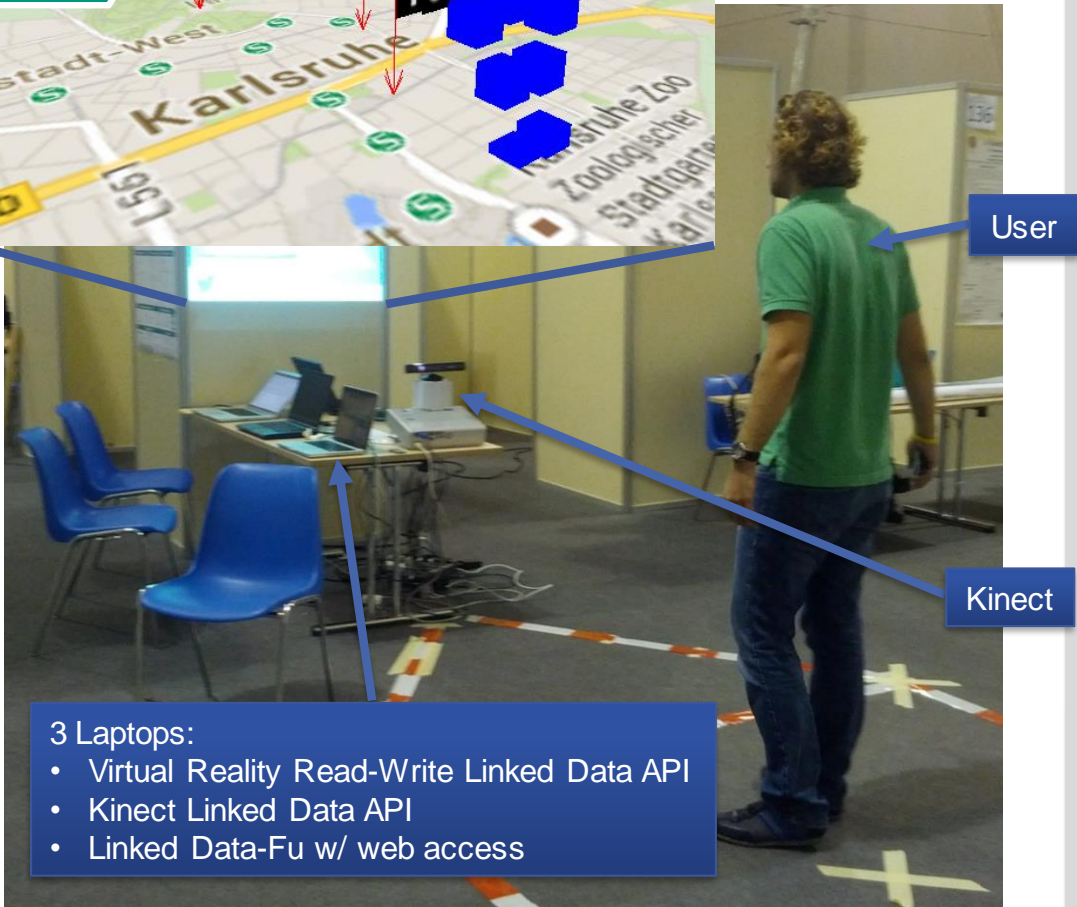 stadt-West
Karlsruhe
S
S
S
S
S
S
S
L561
Karlsruhe Zoo
Zoologischer
Stadtgarten
136
User
Kinect
3 Laptops:
• Virtual Reality Read-Write Linked Data API
• Kinect Linked Data API
• Linked Data-Fu w/ web access